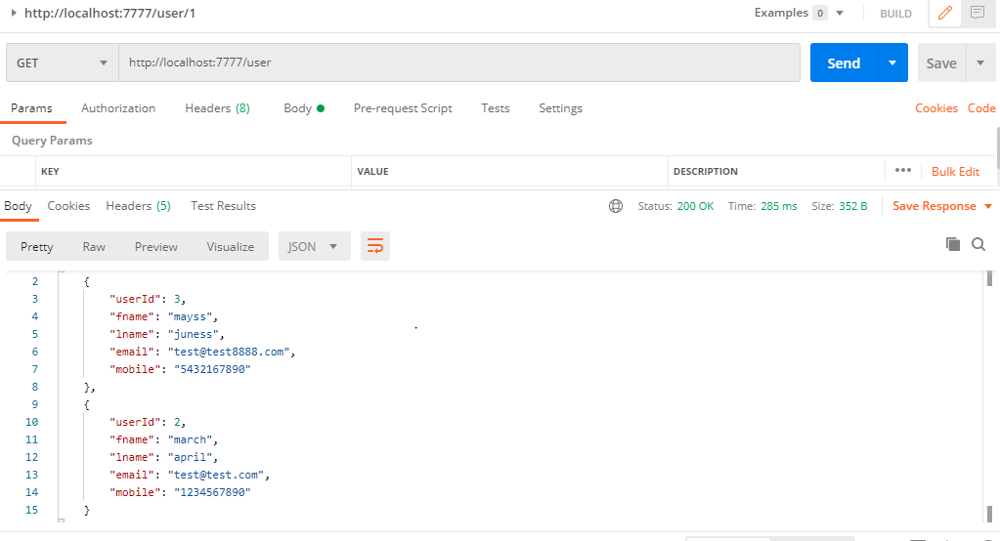 http://localhost:7777/user/1 Examples 0 BUILD
GET http://localhost:7777/user Send Save
Params Authorization Headers (8) Body Pre-request Script Tests Settings Cookies Code
Query Params
KEY VALUE DESCRIPTION ••• Bulk Edit
Body Cookies Headers (5) Test Results Status: 200 OK Time: 285 ms Size: 352 B Save Response
Pretty Raw Preview Visualize JSON
2 {
3 "userId": 3,
4 "fname": "mayss",
5 "lname": "juness",
6 "email": "test@test8888.com",
7 "mobile": "5432167890"
8 },
9 {
10 "userId": 2,
11 "fname": "march",
12 "lname": "april",
13 "email": "test@test.com",
14 "mobile": "1234567890"
15 }